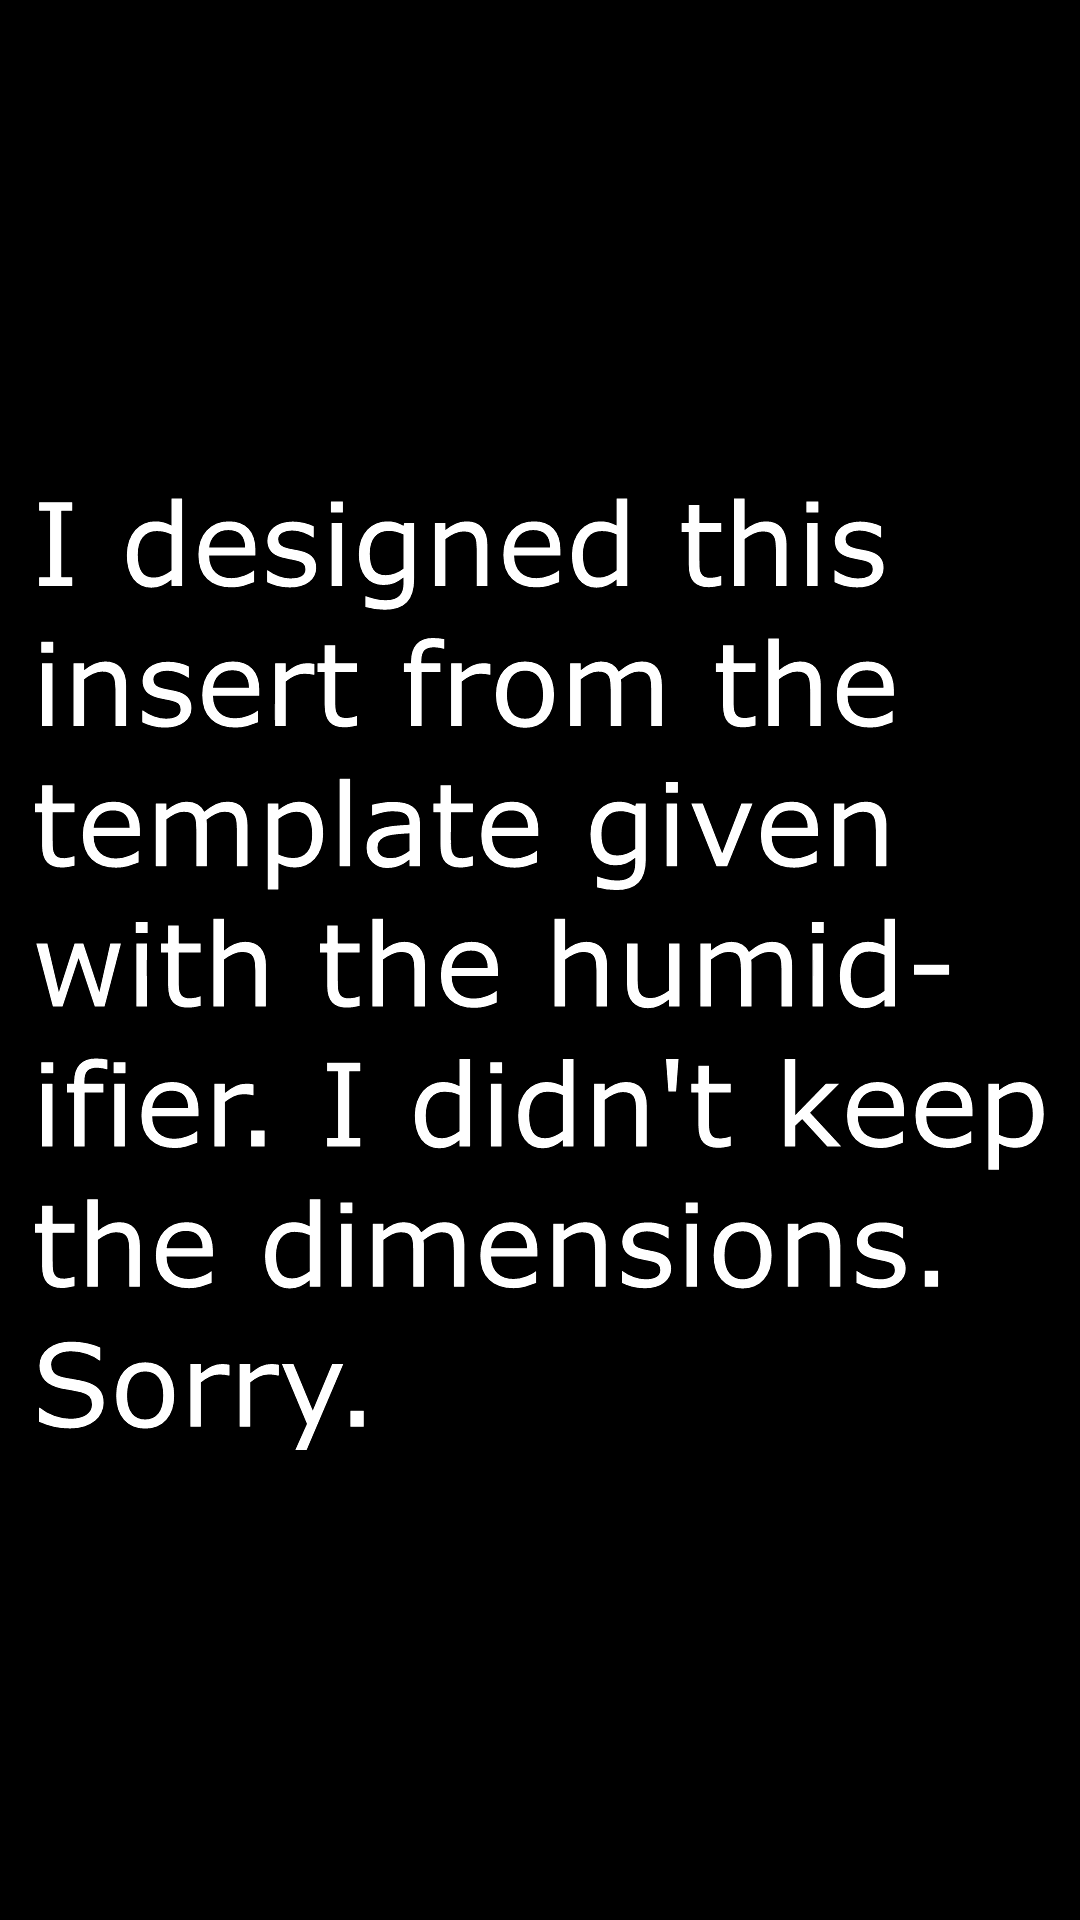 I designed this
insert from the
template given
with the humid-
ifier. I didn't keep
the dimensions.
Sorry.